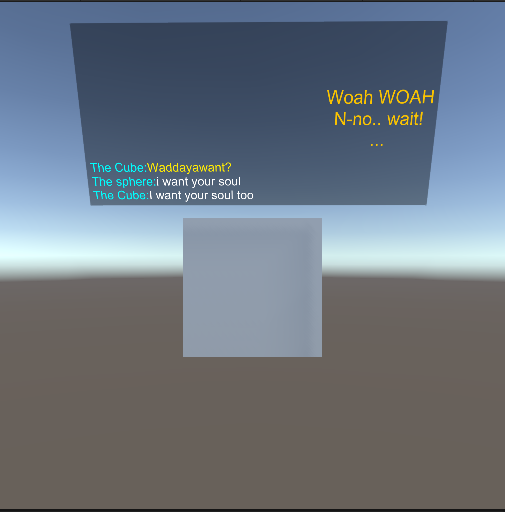 Woah WOAH
N-no.. wait!
...
The Cube:Waddayawant?
The sphere:i want your soul
The Cube:I want your soul too